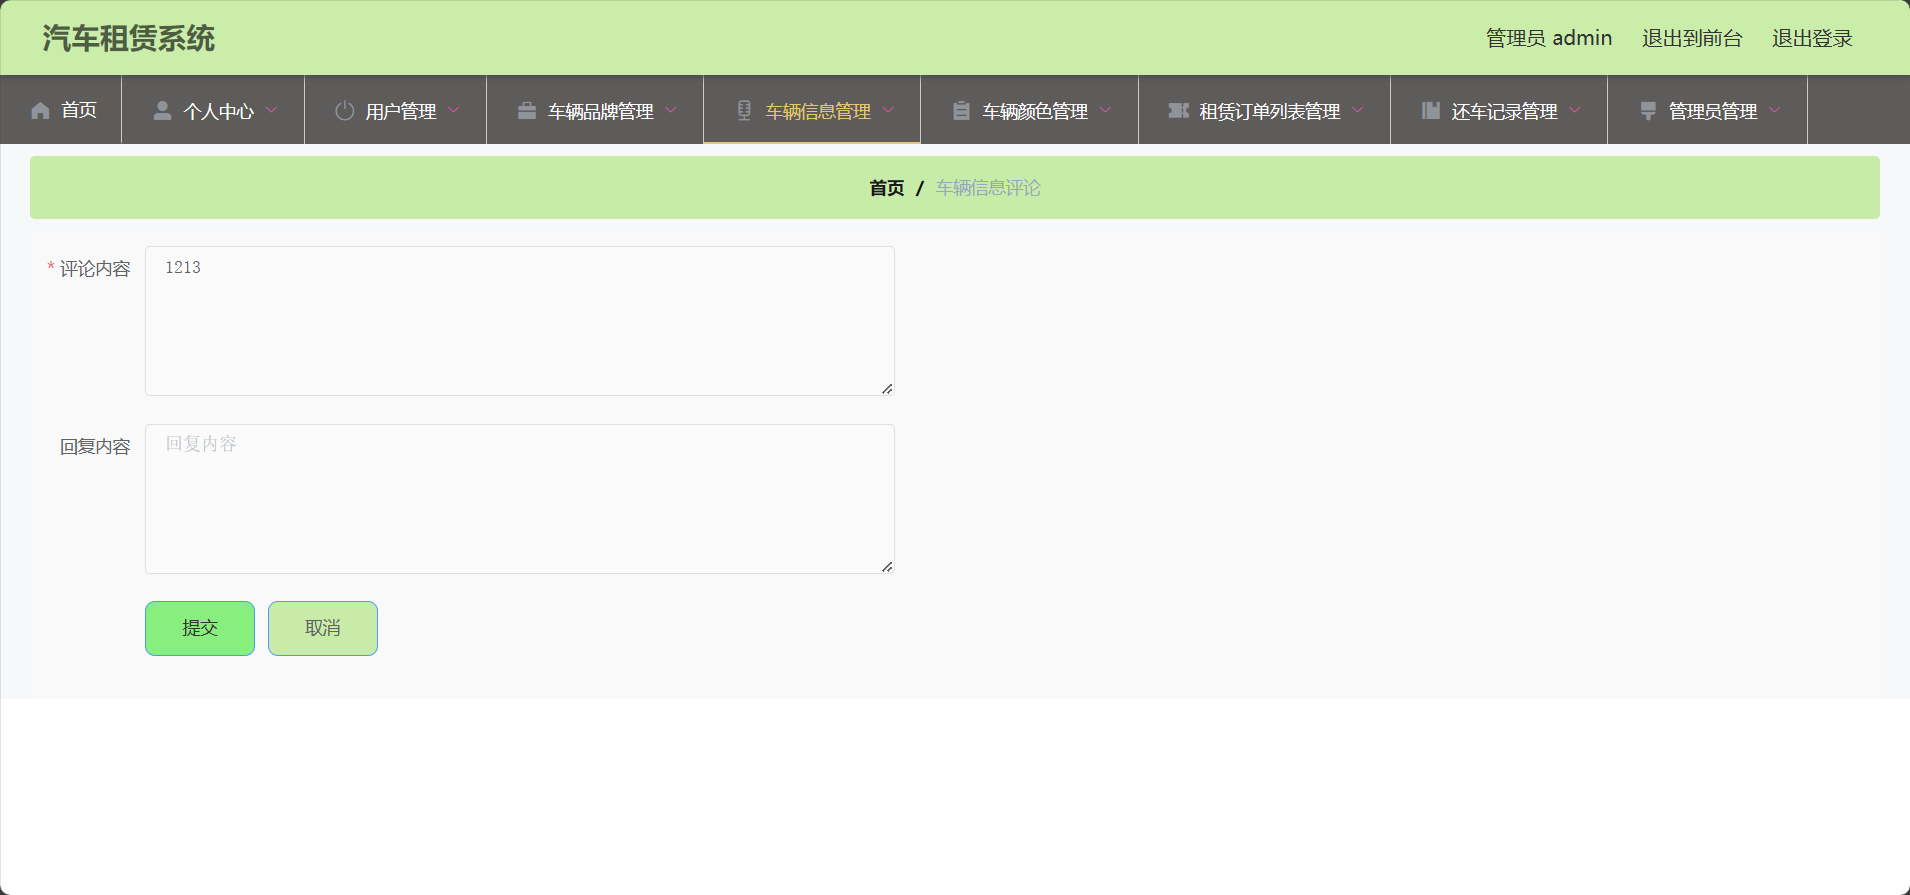 汽车租赁系统
管理员 admin 退出到前台 退出登录
首页 个人中心 用户管理 车辆品牌管理 车辆信息管理 车辆颜色管理 租赁订单列表管理 还车记录管理 管理员管理
首页 / 车辆信息评论
* 评论内容 1213
回复内容 回复内容
提交 取消